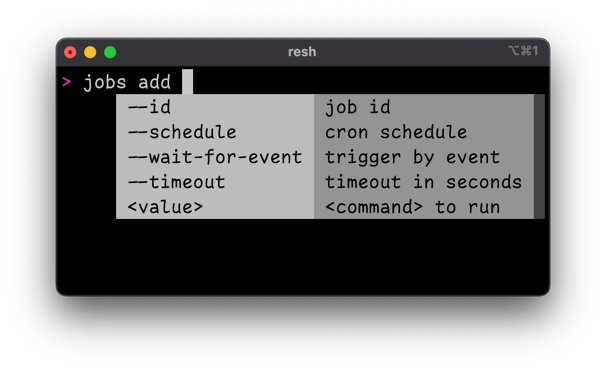 resh
⌥⌘1
> jobs add
--id job id
--schedule cron schedule
--wait-for-event trigger by event
--timeout timeout in seconds
<value> <command> to run